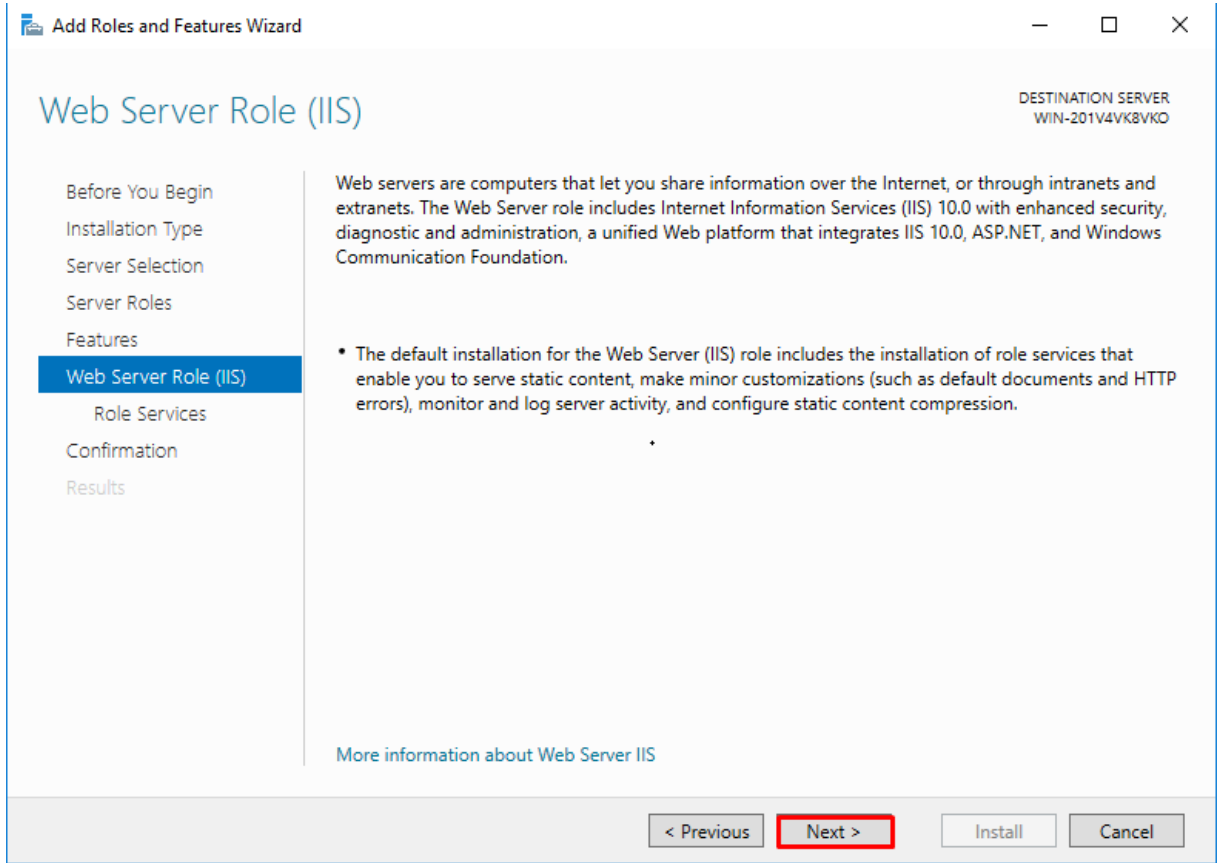 Add Roles and Features Wizard
Web Server Role (IIS)
DESTINATION SERVER
WIN-201V4VK8VKO
Before You Begin
Installation Type
Server Selection
Server Roles
Features
Web Server Role (IIS)
Role Services
Confirmation
Results
Web servers are computers that let you share information over the Internet, or through intranets and
extranets. The Web Server role includes Internet Information Services (IIS) 10.0 with enhanced security,
diagnostic and administration, a unified Web platform that integrates IIS 10.0, ASP.NET, and Windows
Communication Foundation.
• The default installation for the Web Server (IIS) role includes the installation of role services that
enable you to serve static content, make minor customizations (such as default documents and HTTP
errors), monitor and log server activity, and configure static content compression.
More information about Web Server IIS
< Previous
Next >
Install
Cancel